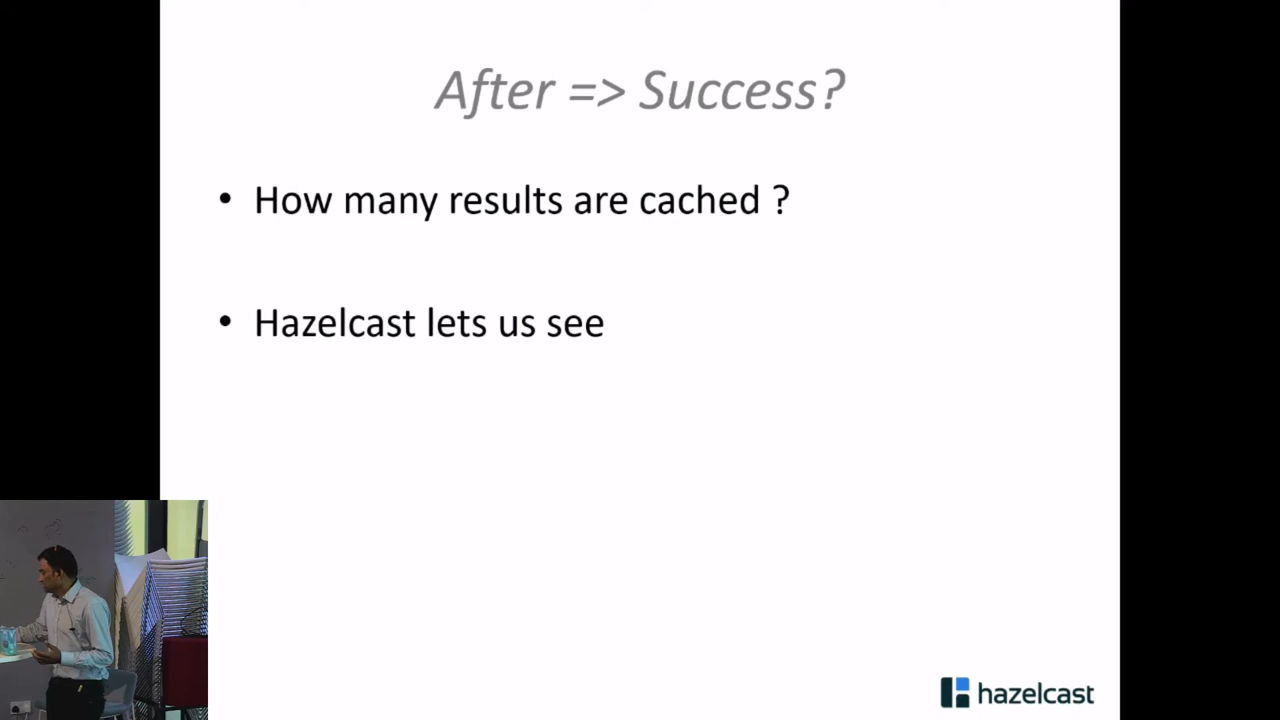 After => Success?
• How many results are cached ?
• Hazelcast lets us see
hazelcast